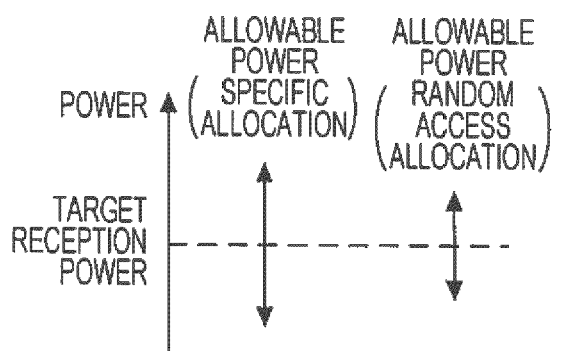 ALLOWABLE
POWER
(SPECIFIC
ALLOCATION)
ALLOWABLE
POWER
(RANDOM
ACCESS
ALLOCATION)
POWER
TARGET
RECEPTION
POWER